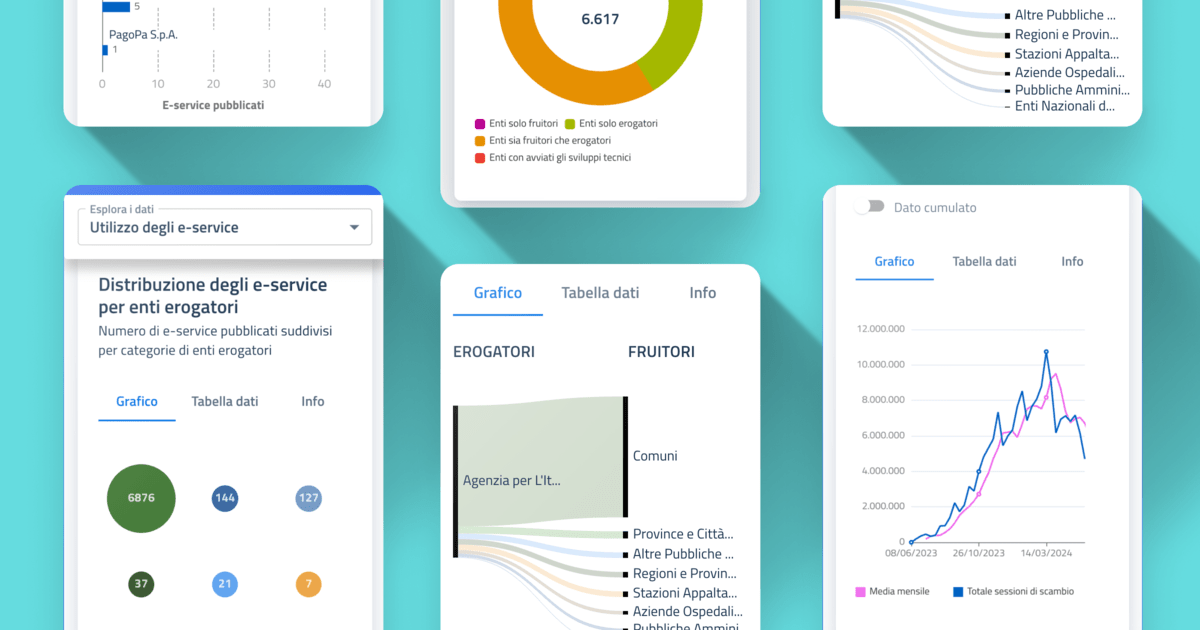 5
PagoPa S.p.A.
1
0 10 20 30 40
E-service pubblicati
6.617
Enti solo fruitori Enti solo erogatori
Enti sia fruitori che erogatori
Enti con avviati gli sviluppi tecnici
Altre Pubbliche ...
Regioni e Provin...
Stazioni Appalta...
Aziende Ospedali...
Pubbliche Ammini...
Enti Nazionali d...
Esplora i dati
Utilizzo degli e-service
Distribuzione degli e-service
per enti erogatori
Numero di e-service pubblicati suddivisi
per categorie di enti erogatori
Grafico Tabella dati Info
6876 144 127
37 21 7
Grafico Tabella dati Info
EROGATORI FRUITORI
Comuni
Agenzia per L'It...
Province e Città...
Altre Pubbliche ...
Regioni e Provin...
Stazioni Appalta...
Aziende Ospedali...
Pubbliche Ammini...
Dato cumulato
Grafico Tabella dati Info
12.000.000
10.000.000
8.000.000
6.000.000
4.000.000
2.000.000
0
08/06/2023 26/10/2023 14/03/2024
Media mensile Totale sessioni di scambio